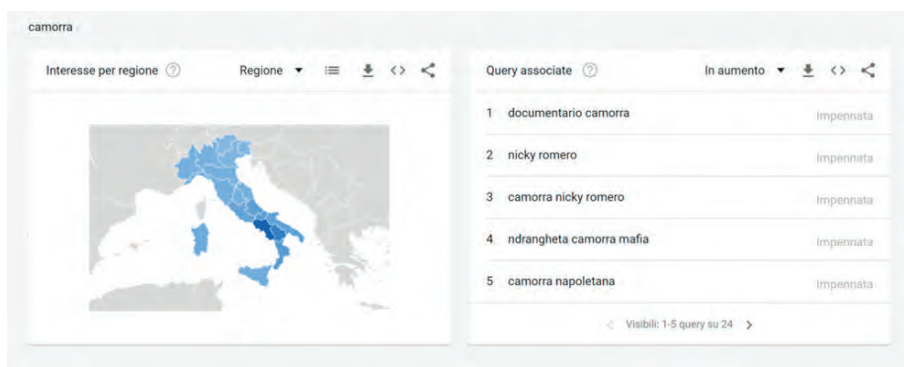 camorra
Interesse per regione
Regione
Query associate
In aumento
1 documentario camorra Impennata
2 nicky romero Impennata
3 camorra nicky romero Impennata
4 ndrangheta camorra mafia Impennata
5 camorra napoletana Impennata
Visibili: 1-5 query su 24